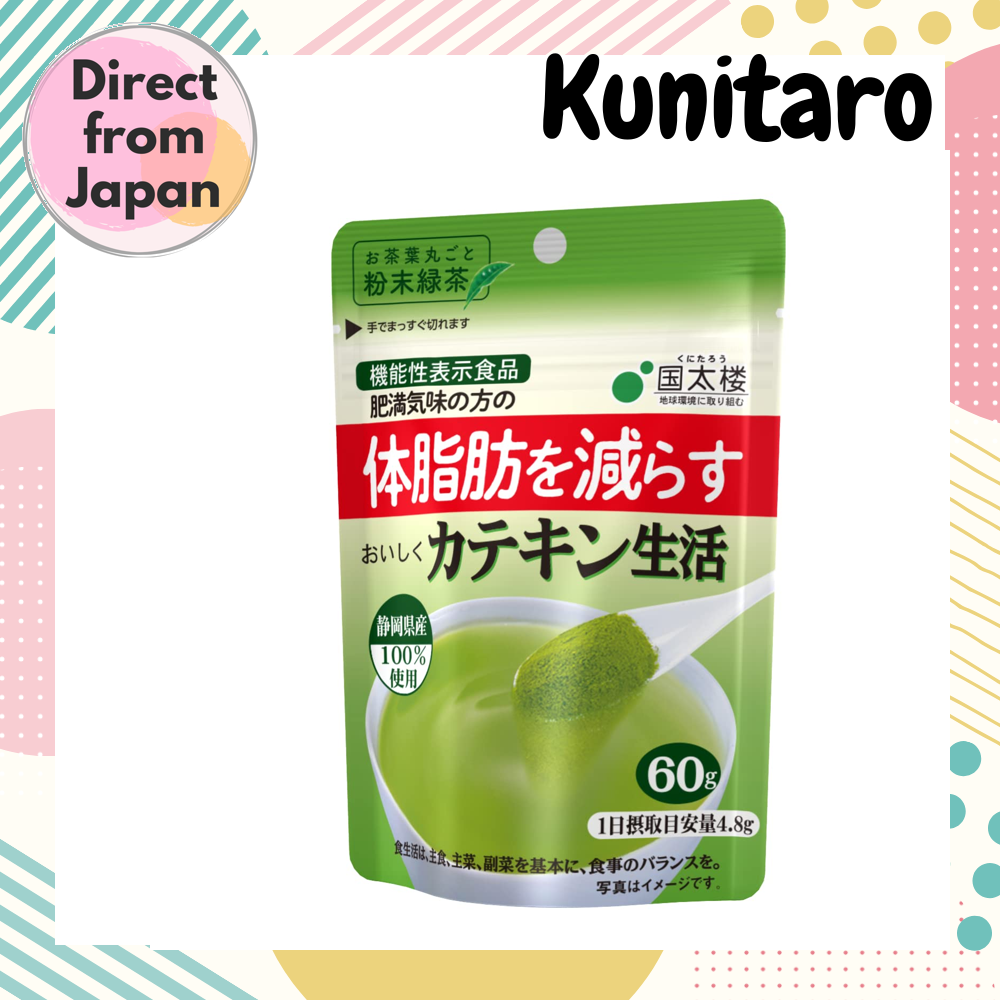 Direct
from
Japan
Kunitaro
お茶葉丸ごと
粉末緑茶
手でまっすぐ切れます
機能性表示食品
くにたろう
国太楼
地球環境に取り組む
肥満気味の方の
体脂肪を減らす
おいしくカテキン生活
静岡県産
100%
使用
60g
1日摂取目安量4.8g
食生活は、主食、主菜、副菜を基本に、食事のバランスを。
写真はイメージです。